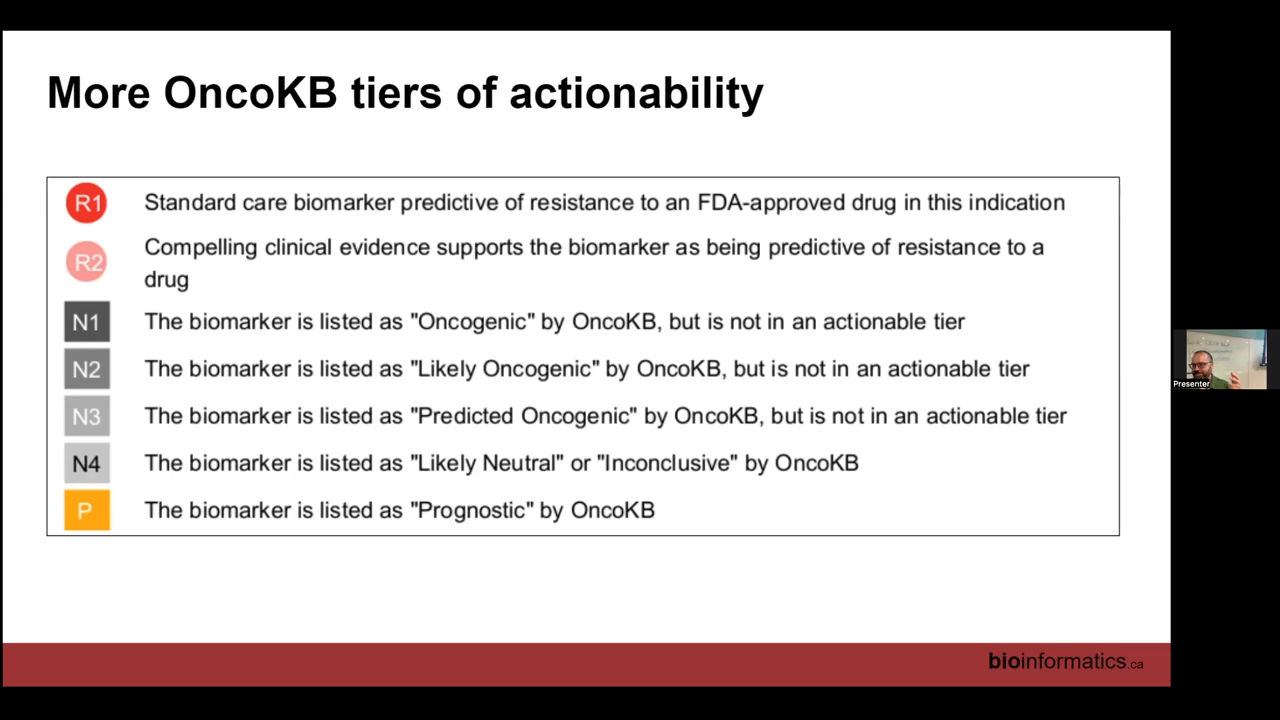 More OncoKB tiers of actionability
R1 Standard care biomarker predictive of resistance to an FDA-approved drug in this indication
R2 Compelling clinical evidence supports the biomarker as being predictive of resistance to a
drug
N1 The biomarker is listed as "Oncogenic" by OncoKB, but is not in an actionable tier
N2 The biomarker is listed as "Likely Oncogenic" by OncoKB, but is not in an actionable tier
N3 The biomarker is listed as "Predicted Oncogenic" by OncoKB, but is not in an actionable tier
N4 The biomarker is listed as "Likely Neutral" or "Inconclusive" by OncoKB
P The biomarker is listed as "Prognostic" by OncoKB
Presenter
bioinformatics.ca